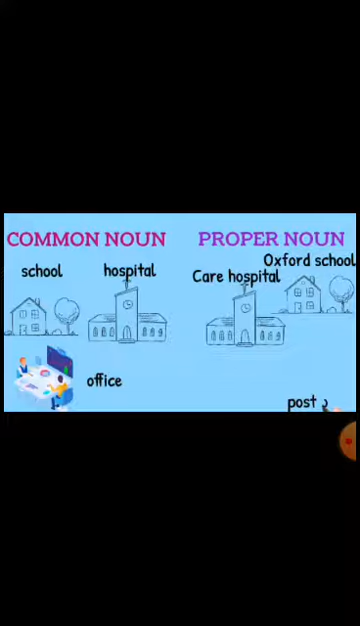 COMMON NOUN
PROPER NOUN
Oxford school
school
hospital
Care hospital
office
post